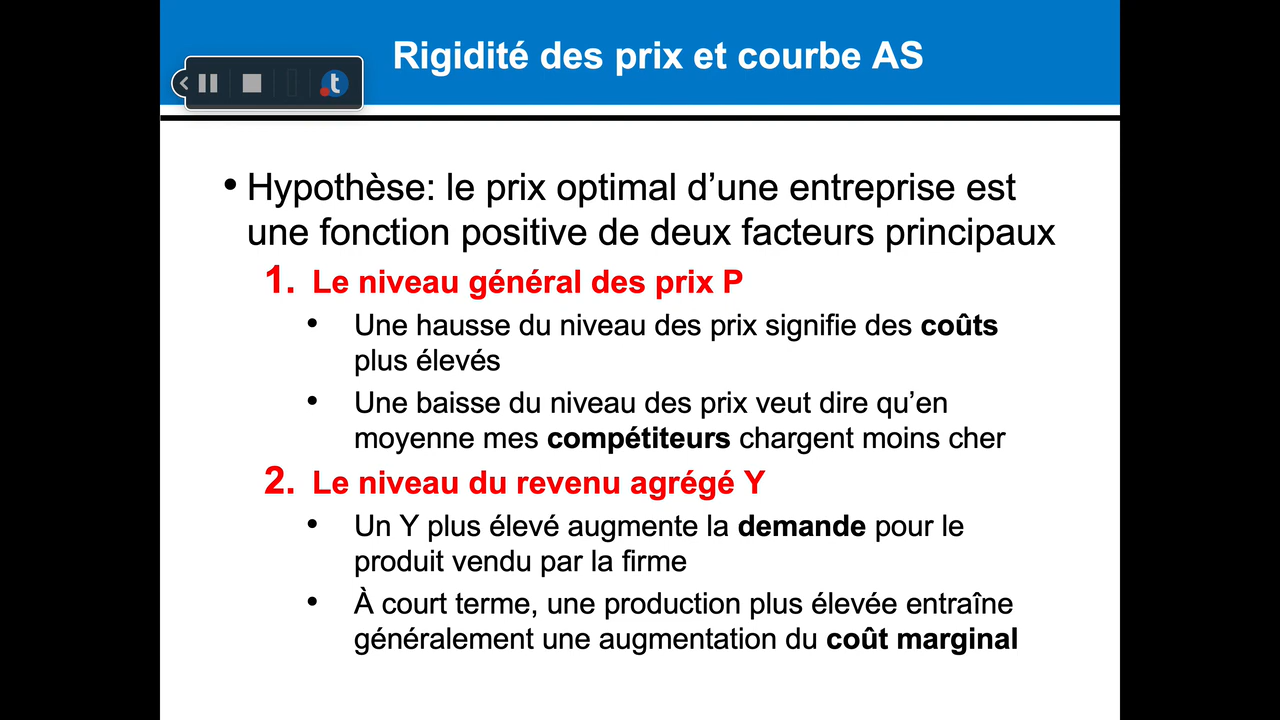 Rigidité des prix et courbe AS
t
• Hypothèse: le prix optimal d’une entreprise est
une fonction positive de deux facteurs principaux
1. Le niveau général des prix P
• Une hausse du niveau des prix signifie des coûts
plus élevés
• Une baisse du niveau des prix veut dire qu’en
moyenne mes compétiteurs chargent moins cher
2. Le niveau du revenu agrégé Y
• Un Y plus élevé augmente la demande pour le
produit vendu par la firme
• À court terme, une production plus élevée entraîne
généralement une augmentation du coût marginal